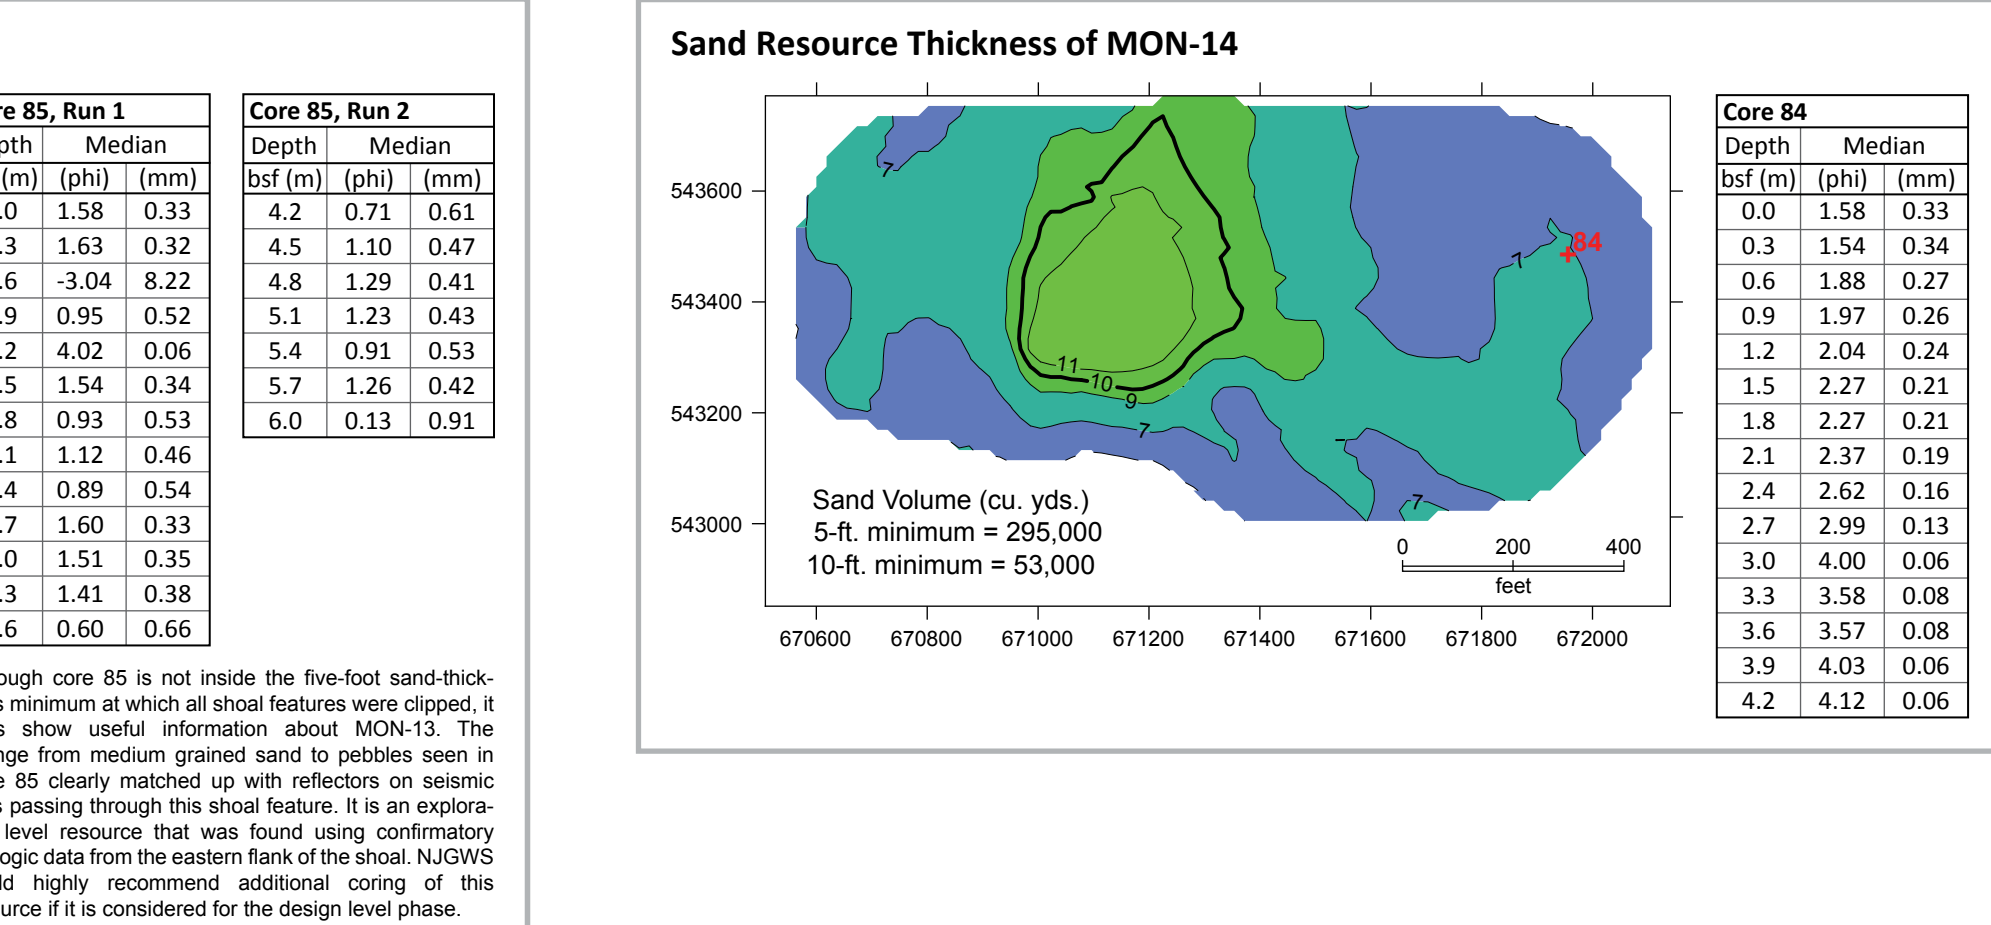 re 85, Run 1
pth Median
(m) (phi) (mm)
.0 1.58 0.33
.3 1.63 0.32
.6 -3.04 8.22
.9 0.95 0.52
.2 4.02 0.06
.5 1.54 0.34
.8 0.93 0.53
.1 1.12 0.46
.4 0.89 0.54
.7 1.60 0.33
.0 1.51 0.35
.3 1.41 0.38
.6 0.60 0.66
Core 85, Run 2
Depth Median
bsf (m) (phi) (mm)
4.2 0.71 0.61
4.5 1.10 0.47
4.8 1.29 0.41
5.1 1.23 0.43
5.4 0.91 0.53
5.7 1.26 0.42
6.0 0.13 0.91
ough core 85 is not inside the five-foot sand-thick-
s minimum at which all shoal features were clipped, it
s show useful information about MON-13. The
nge from medium grained sand to pebbles seen in
e 85 clearly matched up with reflectors on seismic
s passing through this shoal feature. It is an explora-
level resource that was found using confirmatory
logic data from the eastern flank of the shoal. NJGWS
ld highly recommend additional coring of this
urce if it is considered for the design level phase.
Sand Resource Thickness of MON-14
543600
543400
543200
543000
7
84
7
11
10
9
7
7
Sand Volume (cu. yds.)
5-ft. minimum = 295,000
10-ft. minimum = 53,000
0 200 400
feet
670600 670800 671000 671200 671400 671600 671800 672000
Core 84
Depth Median
bsf (m) (phi) (mm)
0.0 1.58 0.33
0.3 1.54 0.34
0.6 1.88 0.27
0.9 1.97 0.26
1.2 2.04 0.24
1.5 2.27 0.21
1.8 2.27 0.21
2.1 2.37 0.19
2.4 2.62 0.16
2.7 2.99 0.13
3.0 4.00 0.06
3.3 3.58 0.08
3.6 3.57 0.08
3.9 4.03 0.06
4.2 4.12 0.06